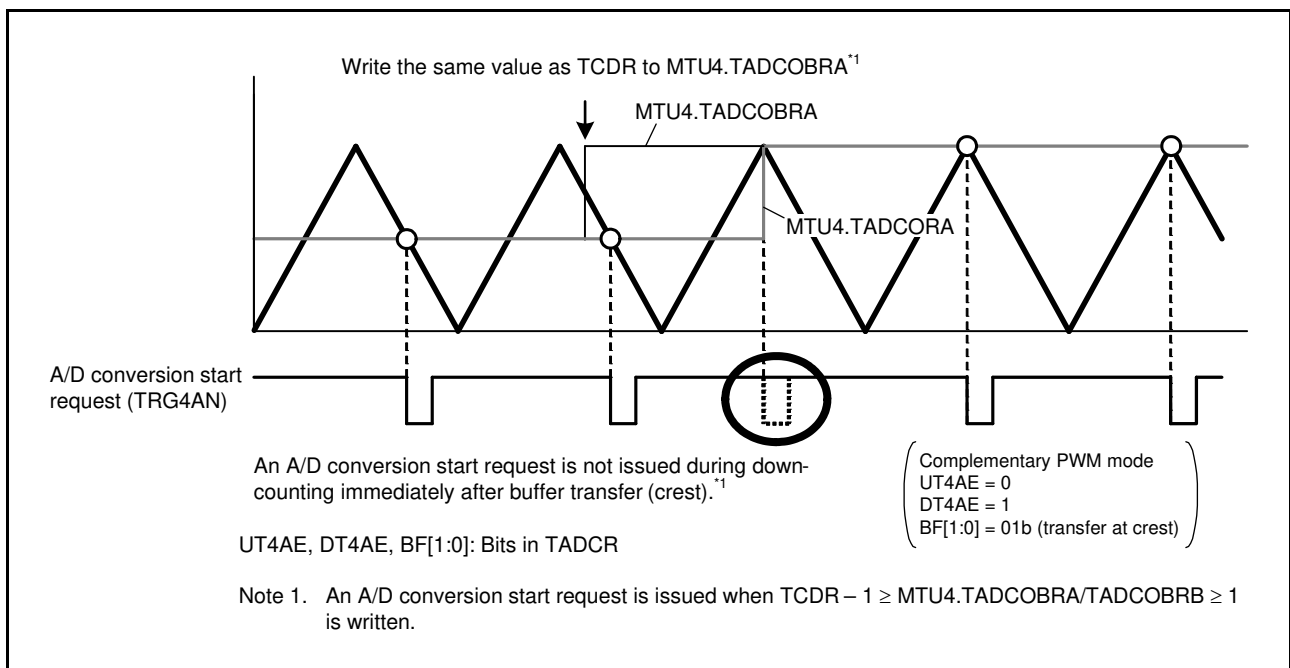 Write the same value as TCDR to MTU4.TADCOBRA*1
MTU4.TADCOBRA
MTU4.TADCORA
A/D conversion start
request (TRG4AN)
An A/D conversion start request is not issued during down-
counting immediately after buffer transfer (crest).*1
Complementary PWM mode
UT4AE = 0
DT4AE = 1
BF[1:0] = 01b (transfer at crest)
UT4AE, DT4AE, BF[1:0]: Bits in TADCR
Note 1. An A/D conversion start request is issued when TCDR – 1 ≥ MTU4.TADCOBRA/TADCOBRB ≥ 1
is written.